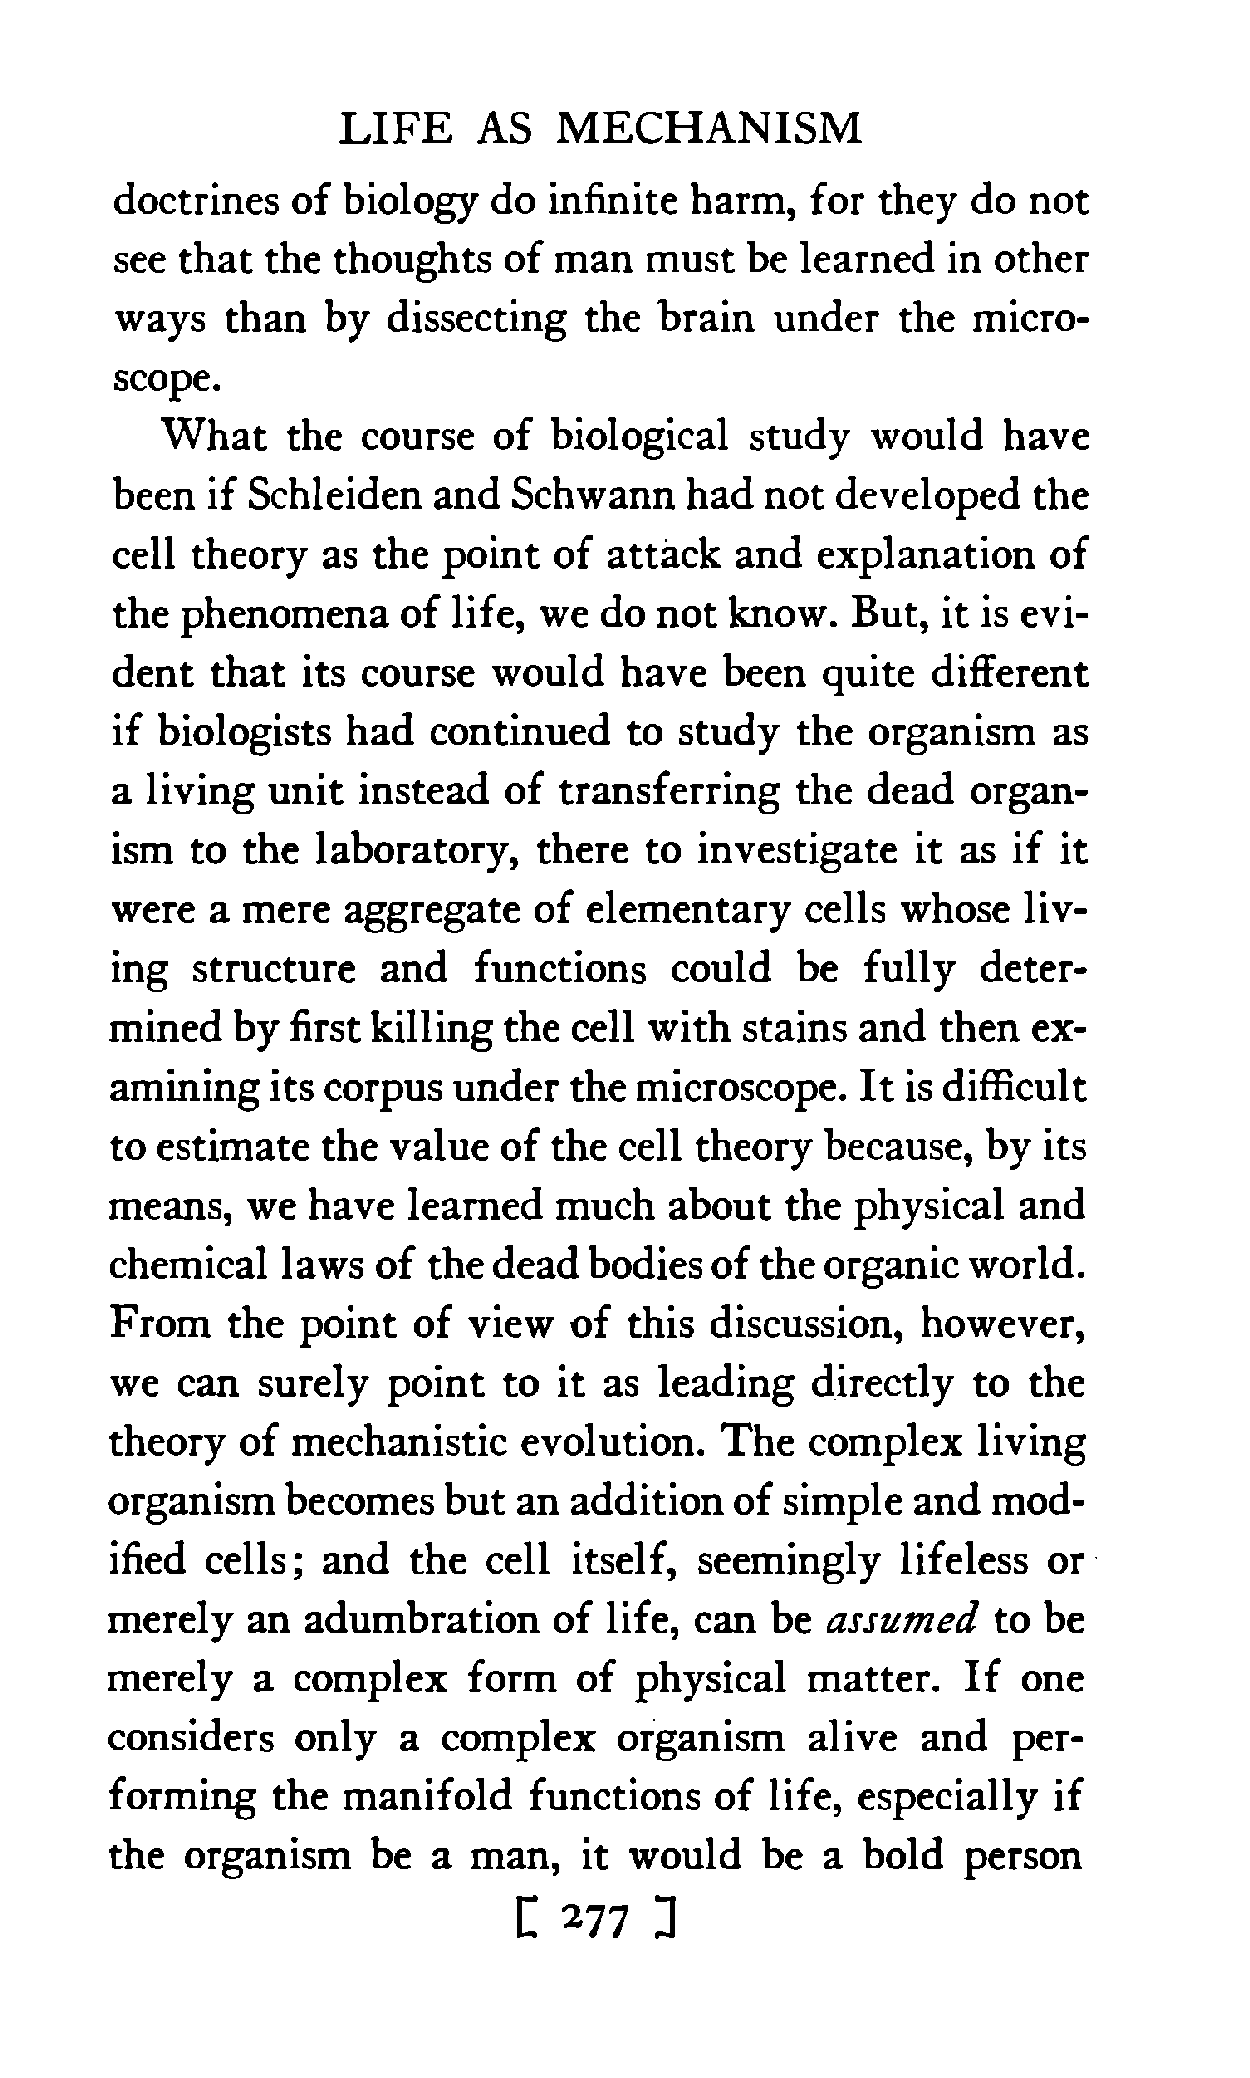 LIFE AS MECHANISM
doctrines of biology do infinite harm, for they do not
see that the thoughts of man must be learned in other
ways than by dissecting the brain under the micro-
scope.
What the course of biological study would have
been if Schleiden and Schwann had not developed the
cell theory as the point of attack and explanation of
the phenomena of life, we do not know. But, it is evi-
dent that its course would have been quite different
if biologists had continued to study the organism as
a living unit instead of transferring the dead organ-
ism to the laboratory, there to investigate it as if it
were a mere aggregate of elementary cells whose liv-
ing structure and functions could be fully deter-
mined by first killing the cell with stains and then ex-
amining its corpus under the microscope. It is difficult
to estimate the value of the cell theory because, by its
means, we have learned much about the physical and
chemical laws of the dead bodies of the organic world.
From the point of view of this discussion, however,
we can surely point to it as leading directly to the
theory of mechanistic evolution. The complex living
organism becomes but an addition of simple and mod-
ified cells; and the cell itself, seemingly lifeless or
merely an adumbration of life, can be assumed to be
merely a complex form of physical matter. If one
considers only a complex organism alive and per-
forming the manifold functions of life, especially if
the organism be a man, it would be a bold person
[ 277 ]